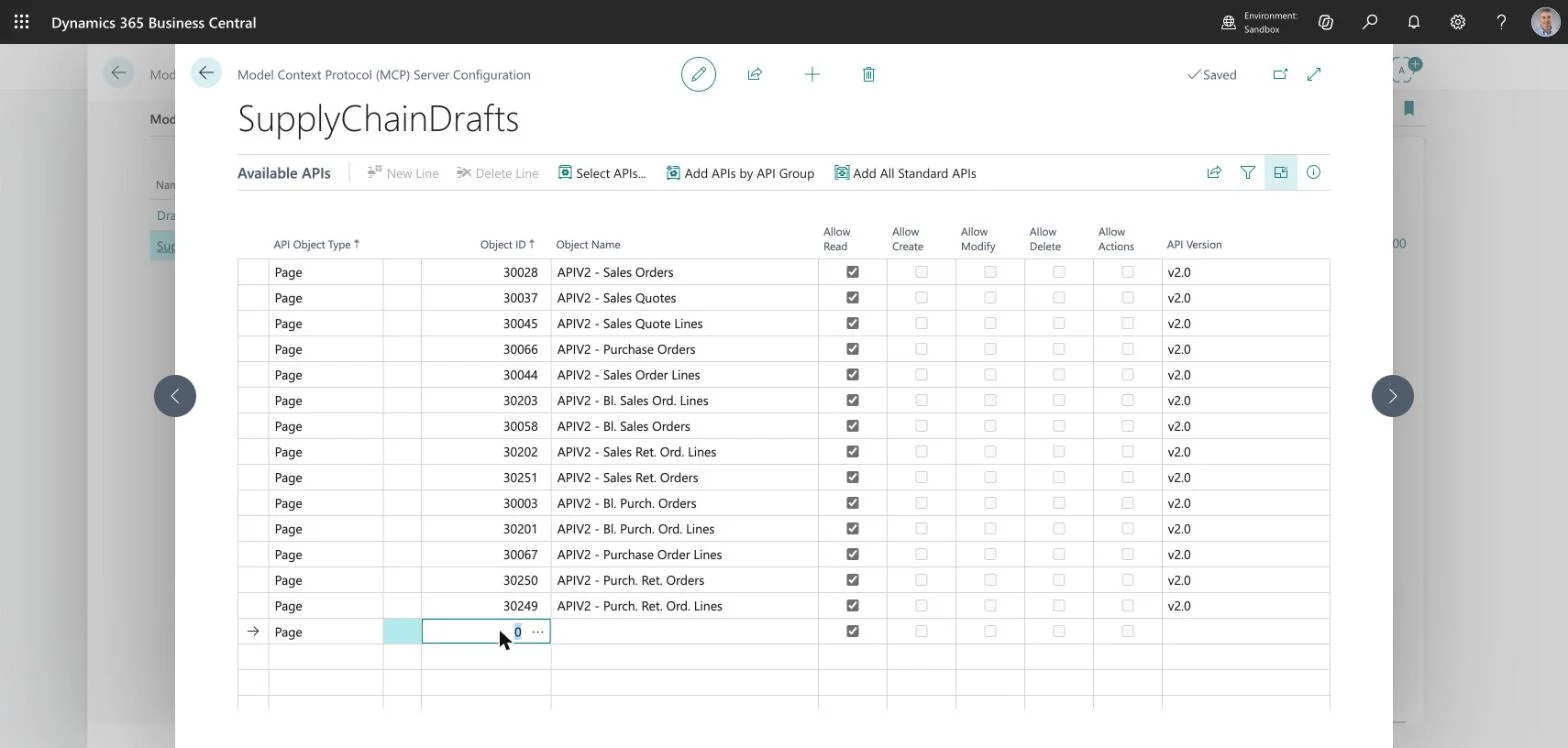 Dynamics 365 Business Central
Environment:
Sandbox
Model Context Protocol (MCP) Server Configuration
Saved
Mod
SupplyChainDrafts
Mod
Available APIs
New Line
Delete Line
Select APIs...
Add APIs by API Group
Add All Standard APIs
Nan
Dra
Sup
00
API Object Type ↑ Object ID ↑ Object Name Allow Read Allow Create Allow Modify Allow Delete Allow Actions API Version
Page 30028 APIV2 - Sales Orders v2.0
Page 30037 APIV2 - Sales Quotes v2.0
Page 30045 APIV2 - Sales Quote Lines v2.0
Page 30066 APIV2 - Purchase Orders v2.0
Page 30044 APIV2 - Sales Order Lines v2.0
Page 30203 APIV2 - Bl. Sales Ord. Lines v2.0
Page 30058 APIV2 - Bl. Sales Orders v2.0
Page 30202 APIV2 - Sales Ret. Ord. Lines v2.0
Page 30251 APIV2 - Sales Ret. Orders v2.0
Page 30003 APIV2 - Bl. Purch. Orders v2.0
Page 30201 APIV2 - Bl. Purch. Ord. Lines v2.0
Page 30067 APIV2 - Purchase Order Lines v2.0
Page 30250 APIV2 - Purch. Ret. Orders v2.0
Page 30249 APIV2 - Purch. Ret. Ord. Lines v2.0
Page 0 ...